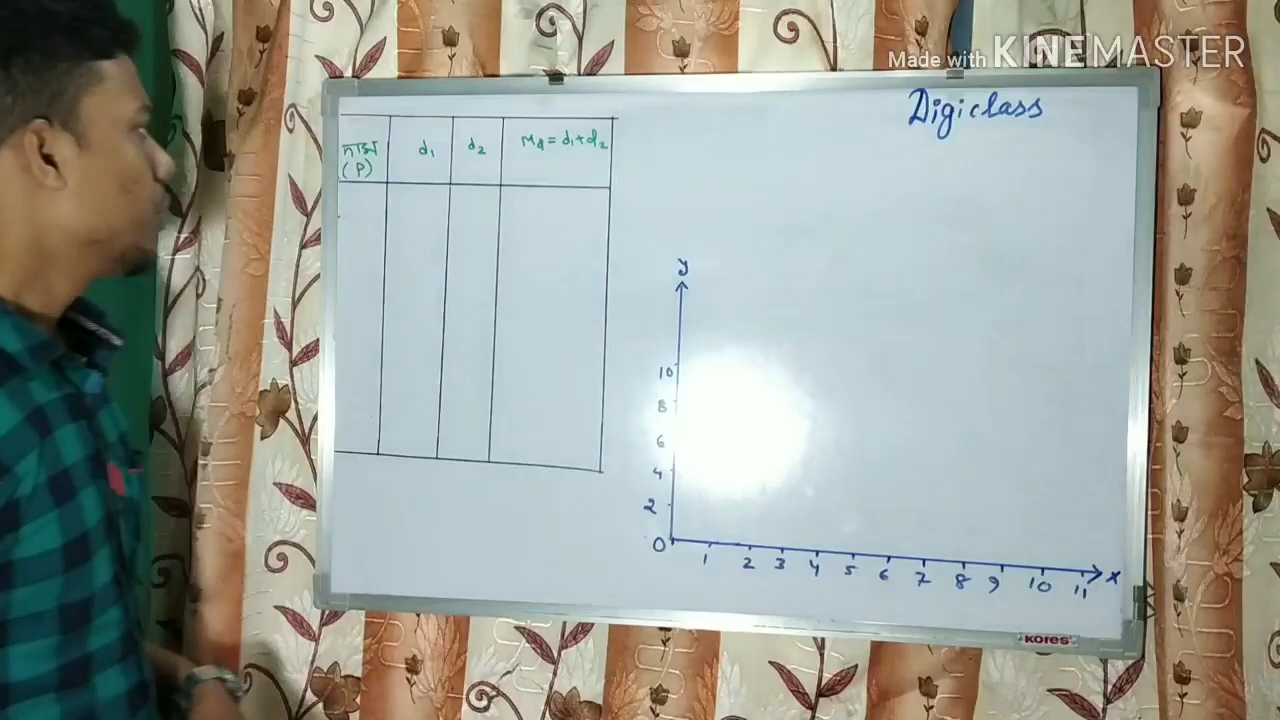 Made with KINEMASTER
Digiclass
দাম
(P)
d₁
d₂
Md = d₁+d₂
y
10
8
6
4
2
0
1 2 3 4 5 6 7 8 9 10 11 x
kores